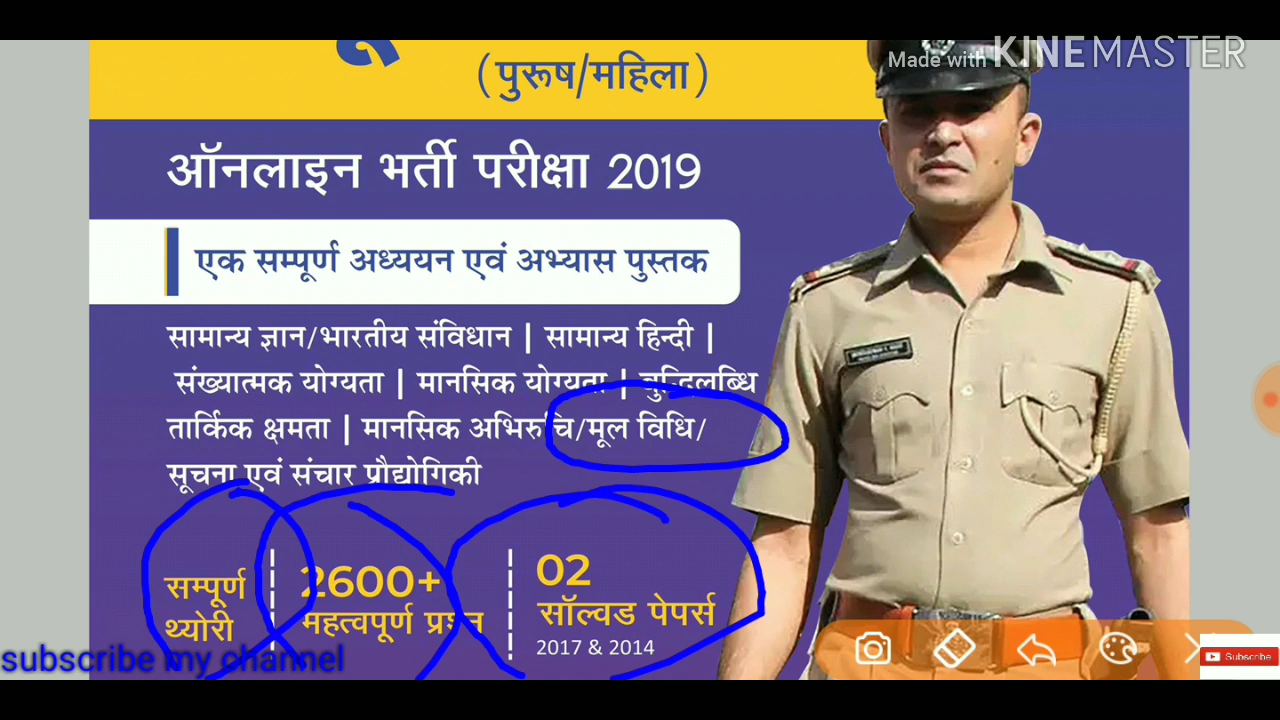 Made with KINEMASTER
(पुरूष/महिला)
ऑनलाइन भर्ती परीक्षा 2019
एक सम्पूर्ण अध्ययन एवं अभ्यास पुस्तक
सामान्य ज्ञान/भारतीय संविधान | सामान्य हिन्दी |
संख्यात्मक योग्यता | मानसिक योग्यता | बुद्धिलब्धि
तार्किक क्षमता | मानसिक अभिरुचि/मूल विधि/
सूचना एवं संचार प्रौद्योगिकी
सम्पूर्ण
थ्योरी
2600+
महत्वपूर्ण प्रश्न
02
सॉल्वड पेपर्स
2017 & 2014
subscribe my channel
Subscribe